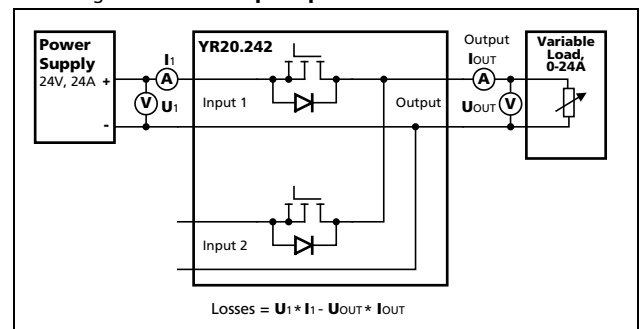 Power
Supply
24V, 24A +
-
I1
A
V
U1
YR20.242
Input 1
Output
Input 2
Output
IOUT
A
UOUT
V
Variable
Load,
0-24A
Losses = U1* I1 - UOUT* IOUT